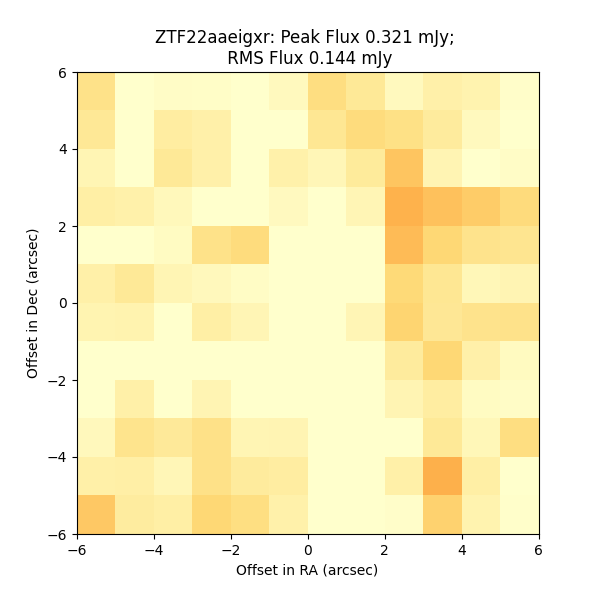 ZTF22aaeigxr: Peak Flux 0.321 mJy;
RMS Flux 0.144 mJy
6
4
2
0
−2
−4
−6
Offset in Dec (arcsec)
−6 −4 −2 0 2 4 6
Offset in RA (arcsec)